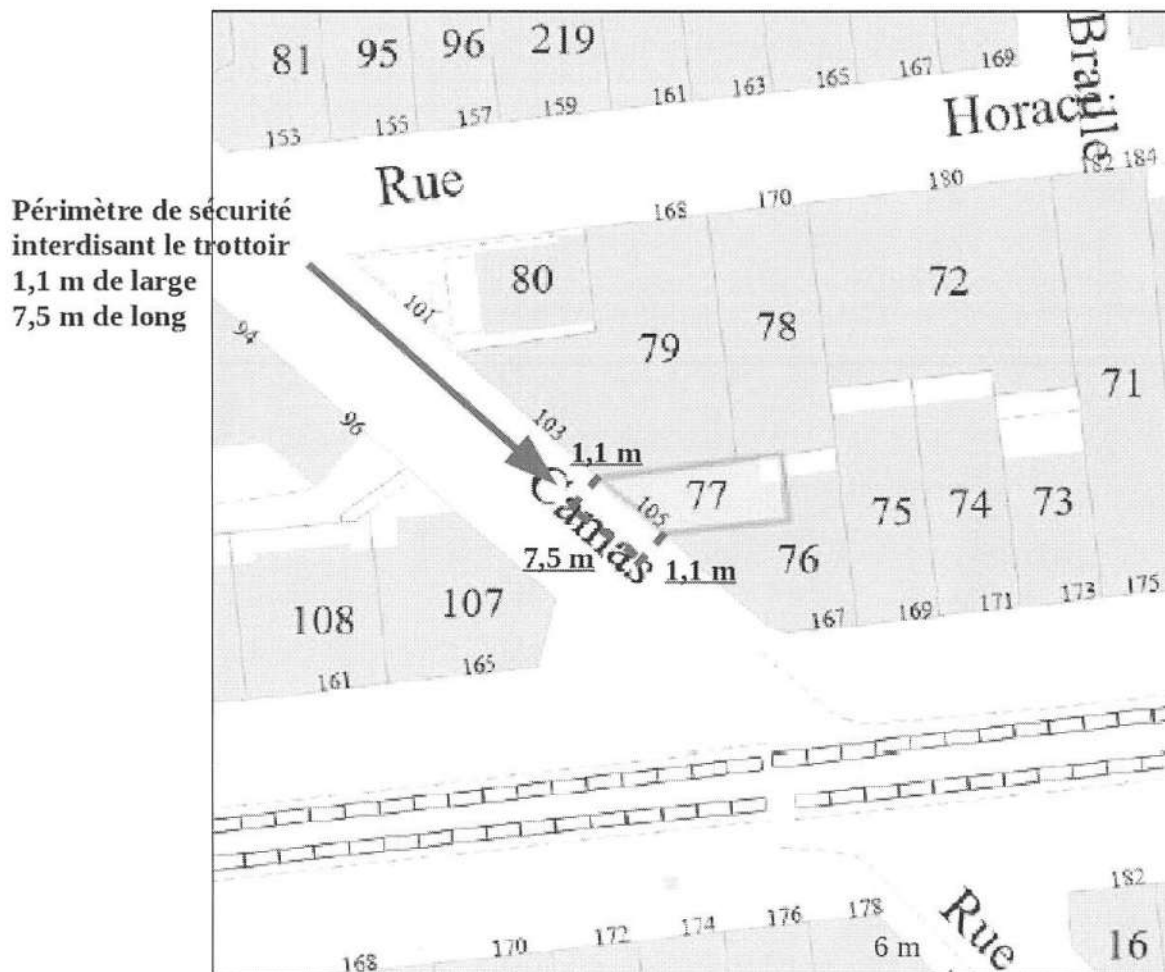 81 95 96 219
153 155 157 159 161 163 165 167 169
Braille
Horace
Rue
182 184
168 170 180
Périmètre de sécurité
interdisant le trottoir
1,1 m de large
7,5 m de long
80
72
101
79 78
71
94
96
103
1,1 m
77
105
75 74 73
Camas
7,5 m
1,1 m
76
108 107
167 169 171 173 175
161 165
168 170 172 174 176 178
182
Rue
6 m
16